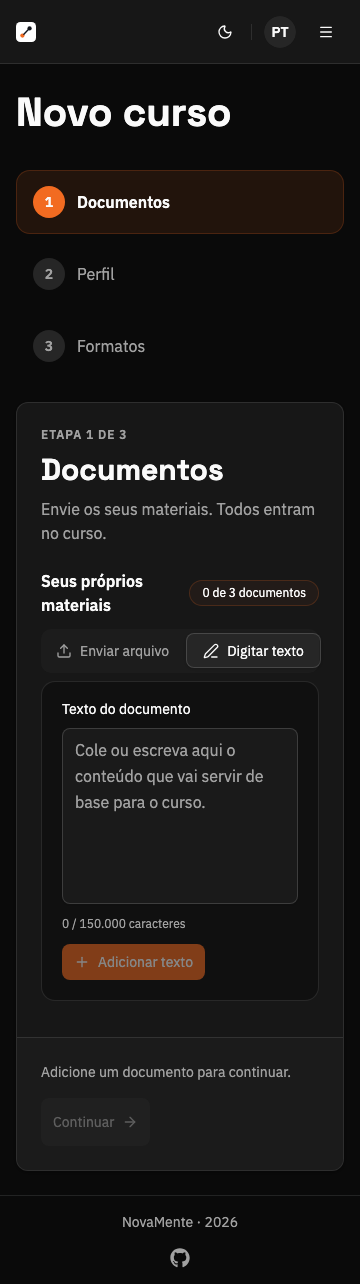 PT
Novo curso
1 Documentos
2 Perfil
3 Formatos
ETAPA 1 DE 3
Documentos
Envie os seus materiais. Todos entram
no curso.
Seus próprios
materiais
0 de 3 documentos
Enviar arquivo
Digitar texto
Texto do documento
Cole ou escreva aqui o
conteúdo que vai servir de
base para o curso.
0 / 150.000 caracteres
Adicionar texto
Adicione um documento para continuar.
Continuar
NovaMente · 2026